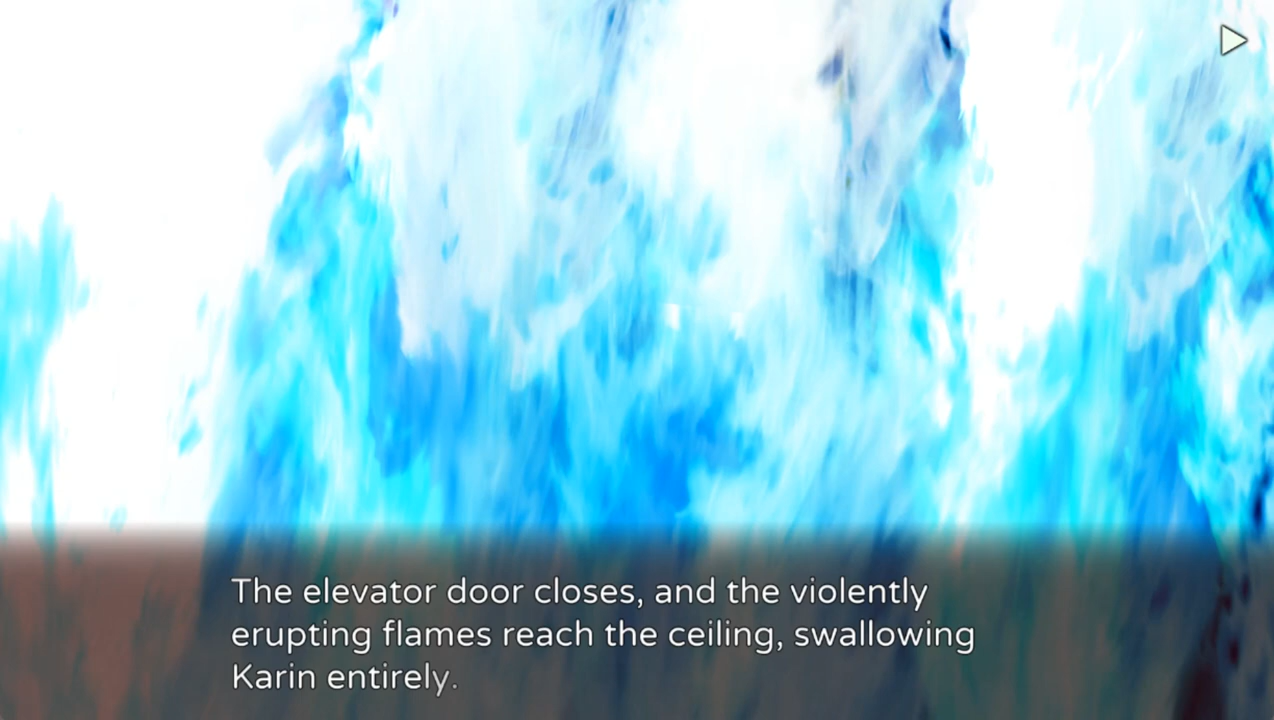 The elevator door closes, and the violently
erupting flames reach the ceiling, swallowing
Karin entirely.